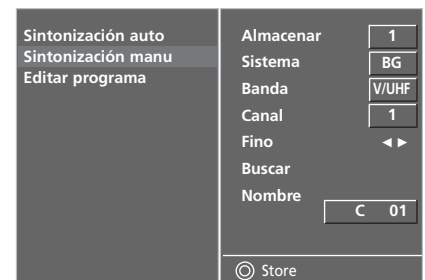 Sintonización auto
Sintonización manu
Editar programa
Almacenar 1
Sistema BG
Banda V/UHF
Canal 1
Fino ◄ ►
Buscar
Nombre
C 01
Store